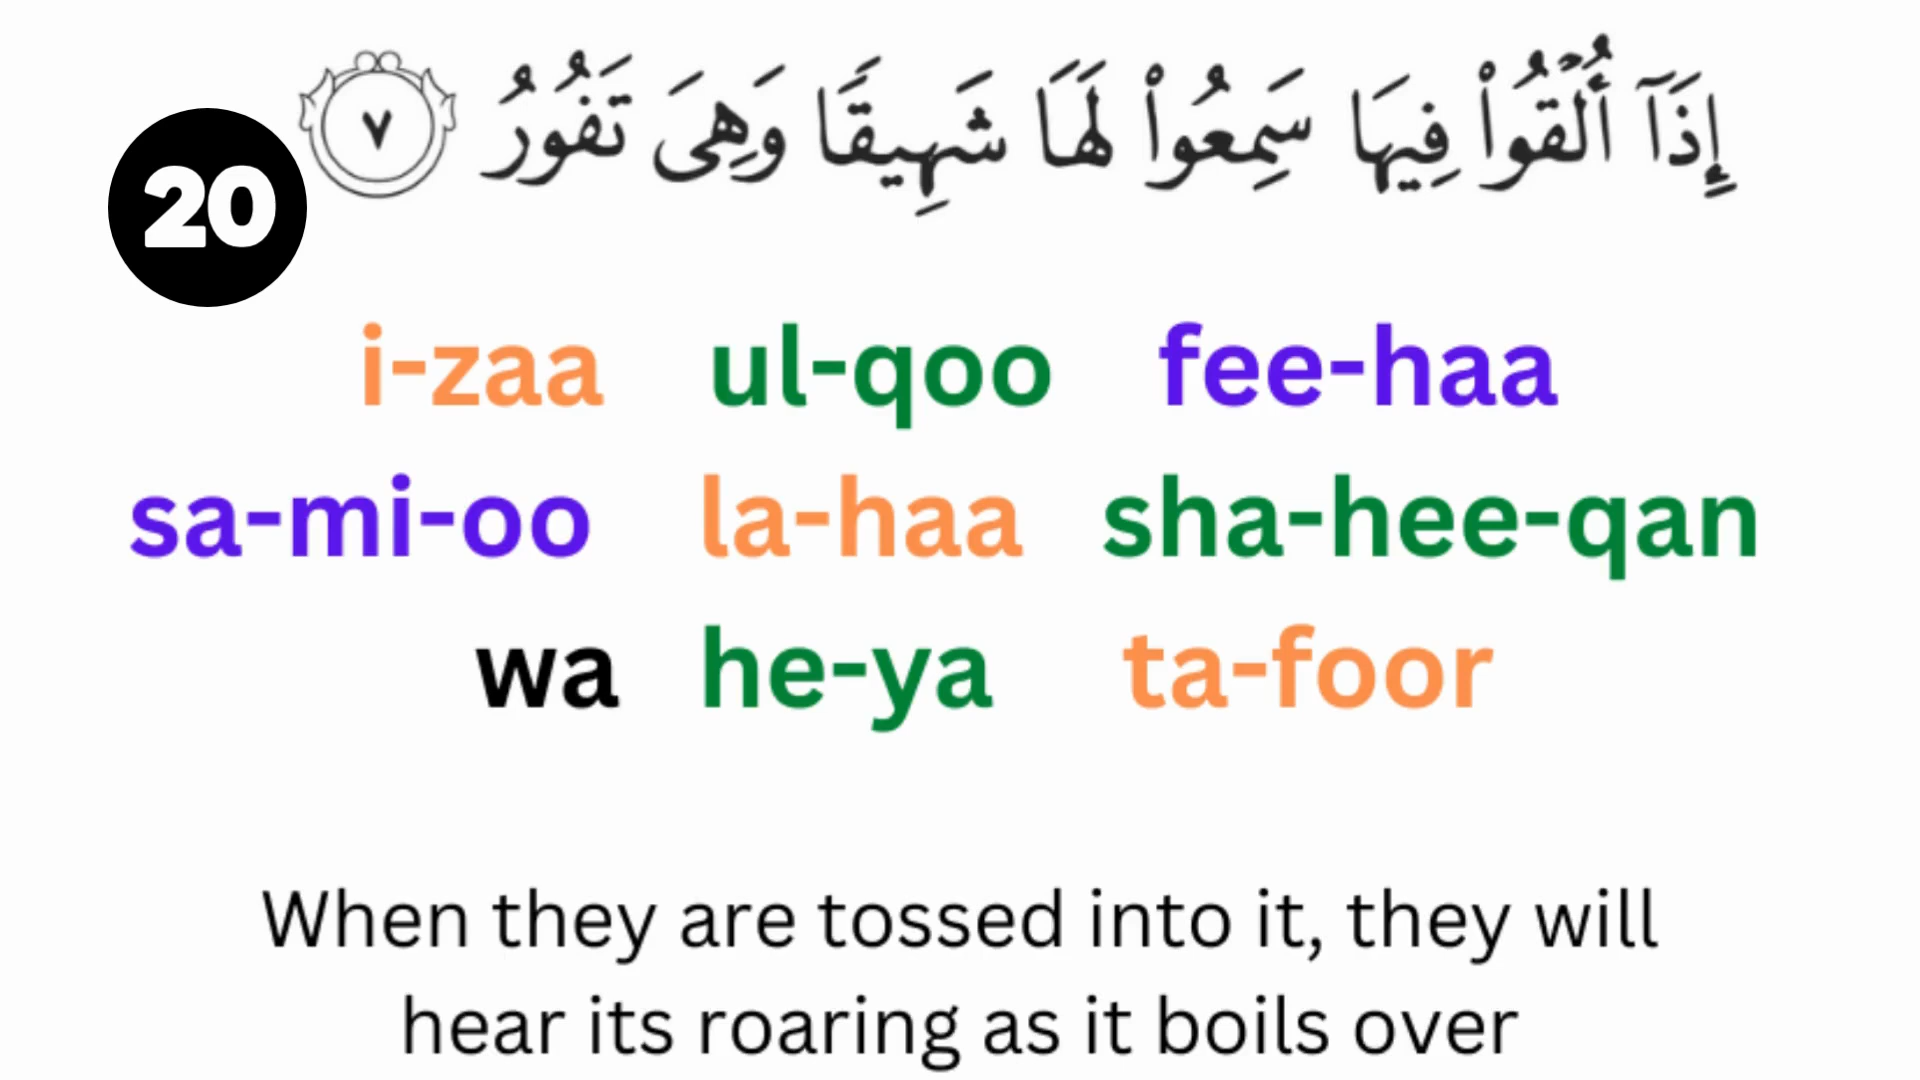 إِذَآ أُلْقُوا۟ فِيهَا سَمِعُوا۟ لَهَا شَهِيقًا وَهِىَ تَفُورُ ٧
20
i-zaa ul-qoo fee-haa
sa-mi-oo la-haa sha-hee-qan
wa he-ya ta-foor
When they are tossed into it, they will
hear its roaring as it boils over